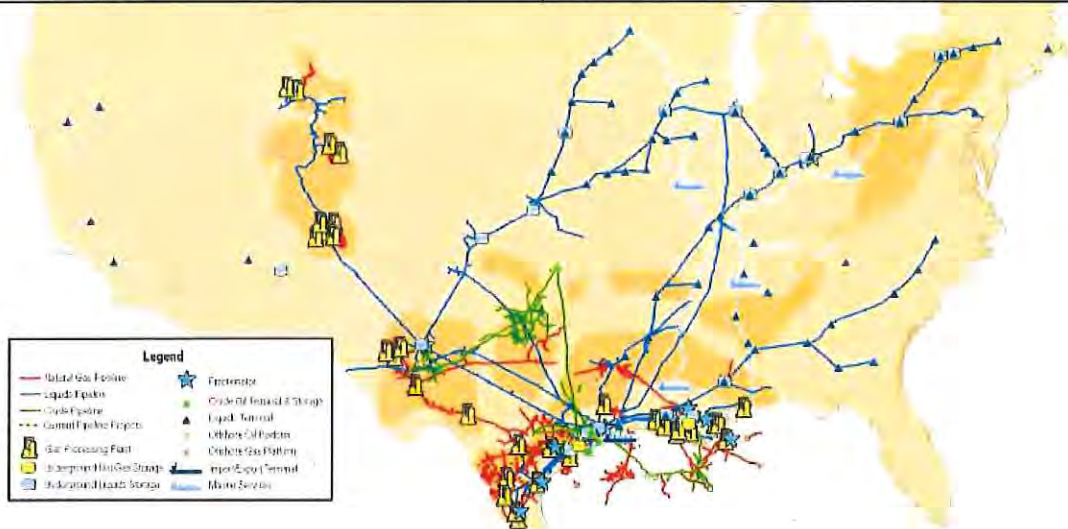 Legend
Natural Gas Pipeline
Liquids Pipeline
Crude Pipeline
Current Pipeline Projects
Gas Processing Plant
Underground Nat Gas Storage
Underground Liquids Storage
Fractionator
Crude Oil Terminal & Storage
Liquids Terminal
Offshore Oil Platform
Offshore Gas Platform
Import/Export Terminal
Marine Services